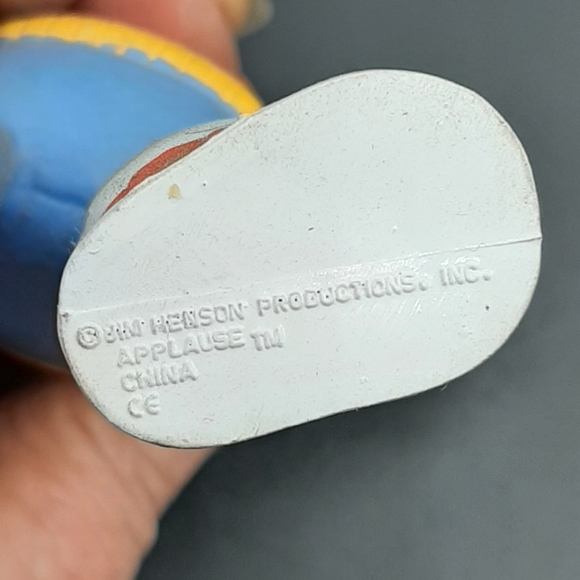 © JIM HENSON PRODUCTIONS. INC.
APPLAUSE TM
CHINA
CE